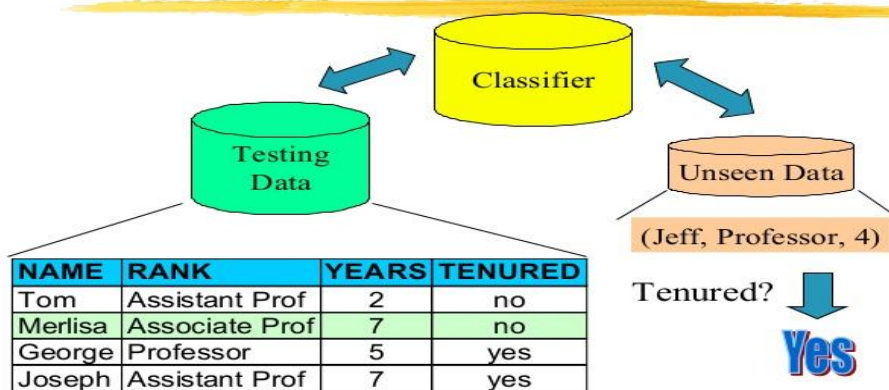 Classifier
Testing
Data
Unseen Data
(Jeff, Professor, 4)
NAME RANK YEARS TENURED
Tom Assistant Prof 2 no
Merlisa Associate Prof 7 no
George Professor 5 yes
Joseph Assistant Prof 7 yes
Tenured?
Yes